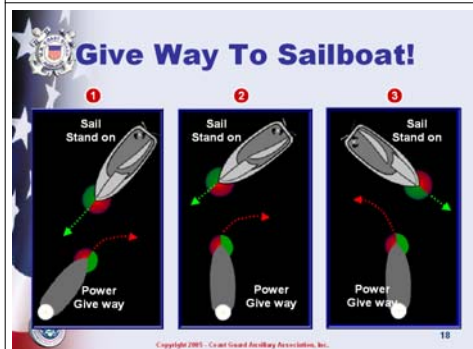 Give Way To Sailboat!
1
2
3
Sail
Stand on
Power
Give way
Sail
Stand on
Power
Give way
Sail
Stand on
Power
Give way
18
Copyright 2005 - Coast Guard Auxiliary Association, Inc.